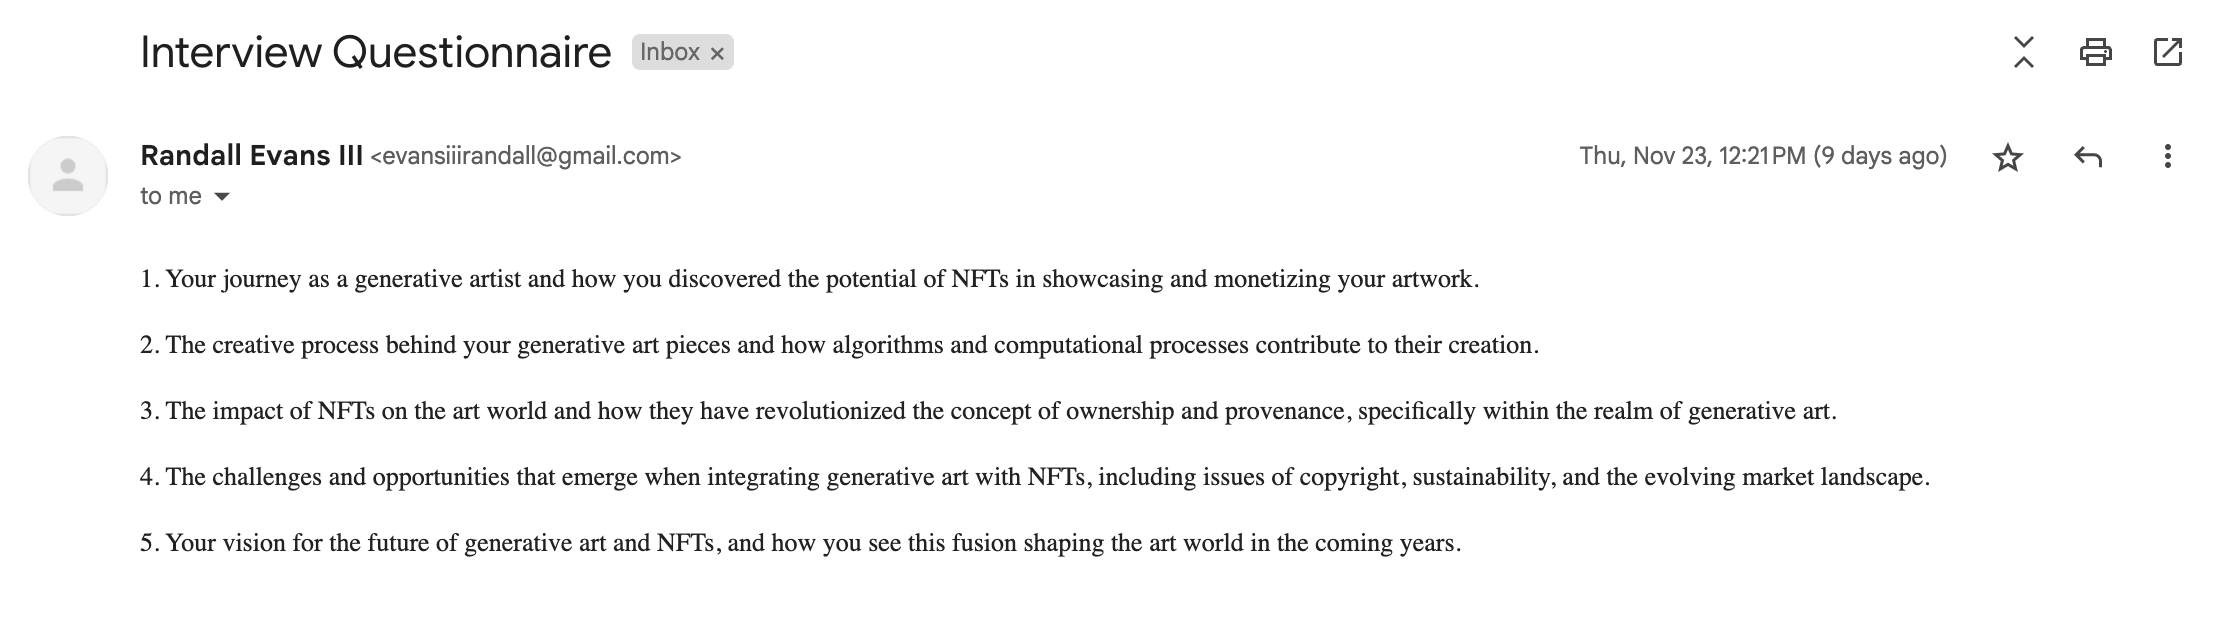 Interview Questionnaire Inbox ×
Randall Evans III <evansiiirandall@gmail.com> Thu, Nov 23, 12:21 PM (9 days ago)
to me
1. Your journey as a generative artist and how you discovered the potential of NFTs in showcasing and monetizing your artwork.
2. The creative process behind your generative art pieces and how algorithms and computational processes contribute to their creation.
3. The impact of NFTs on the art world and how they have revolutionized the concept of ownership and provenance, specifically within the realm of generative art.
4. The challenges and opportunities that emerge when integrating generative art with NFTs, including issues of copyright, sustainability, and the evolving market landscape.
5. Your vision for the future of generative art and NFTs, and how you see this fusion shaping the art world in the coming years.